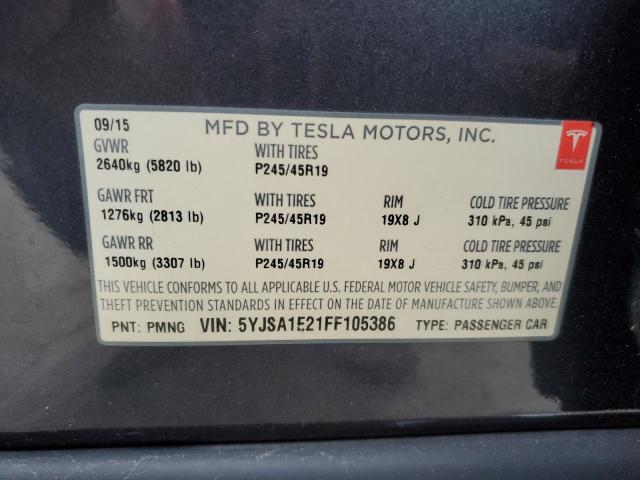 09/15 MFD BY TESLA MOTORS, INC.
TESLA
GVWR WITH TIRES
2640kg (5820 lb) P245/45R19
GAWR FRT WITH TIRES RIM COLD TIRE PRESSURE
1276kg (2813 lb) P245/45R19 19X8 J 310 kPa, 45 psi
GAWR RR WITH TIRES RIM COLD TIRE PRESSURE
1500kg (3307 lb) P245/45R19 19X8 J 310 kPa, 45 psi
THIS VEHICLE CONFORMS TO ALL APPLICABLE U.S. FEDERAL MOTOR VEHICLE SAFETY, BUMPER, AND
THEFT PREVENTION STANDARDS IN EFFECT ON THE DATE OF MANUFACTURE SHOWN ABOVE.
PNT: PMNG VIN: 5YJSA1E21FF105386 TYPE: PASSENGER CAR